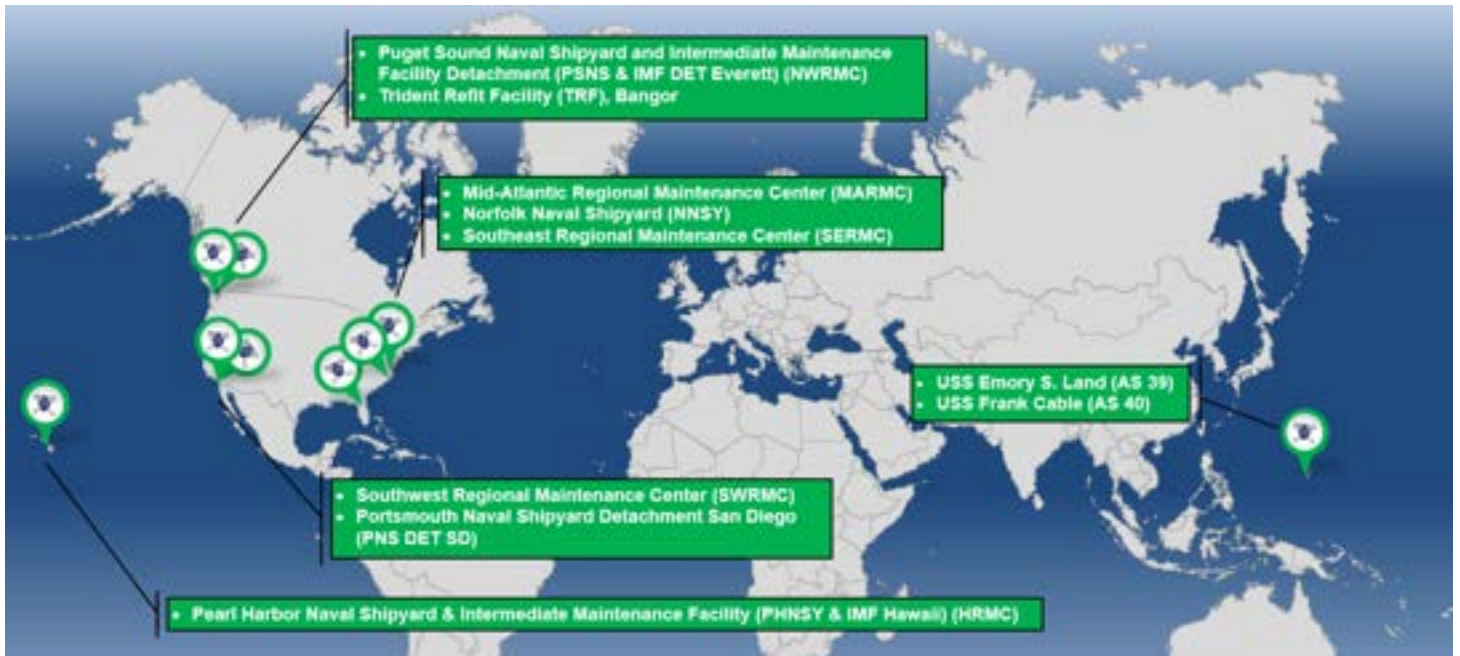 • Puget Sound Naval Shipyard and Intermediate Maintenance
Facility Detachment (PSNS & IMF DET Everett) (NWRMC)
• Trident Refit Facility (TRF), Bangor
• Mid-Atlantic Regional Maintenance Center (MARMC)
• Norfolk Naval Shipyard (NNSY)
• Southeast Regional Maintenance Center (SERMC)
• USS Emory S. Land (AS 39)
• USS Frank Cable (AS 40)
• Southwest Regional Maintenance Center (SWRMC)
• Portsmouth Naval Shipyard Detachment San Diego
(PNS DET SD)
• Pearl Harbor Naval Shipyard & Intermediate Maintenance Facility (PHNSY & IMF Hawaii) (HRMC)